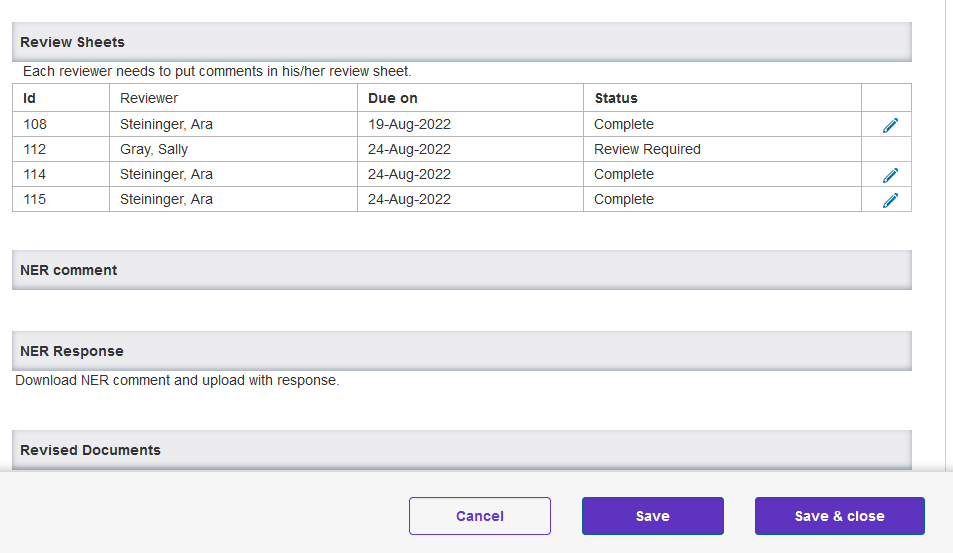 Review Sheets
Each reviewer needs to put comments in his/her review sheet.
Id Reviewer Due on Status
108 Steininger, Ara 19-Aug-2022 Complete
112 Gray, Sally 24-Aug-2022 Review Required
114 Steininger, Ara 24-Aug-2022 Complete
115 Steininger, Ara 24-Aug-2022 Complete
NER comment
NER Response
Download NER comment and upload with response.
Revised Documents
Cancel Save Save & close